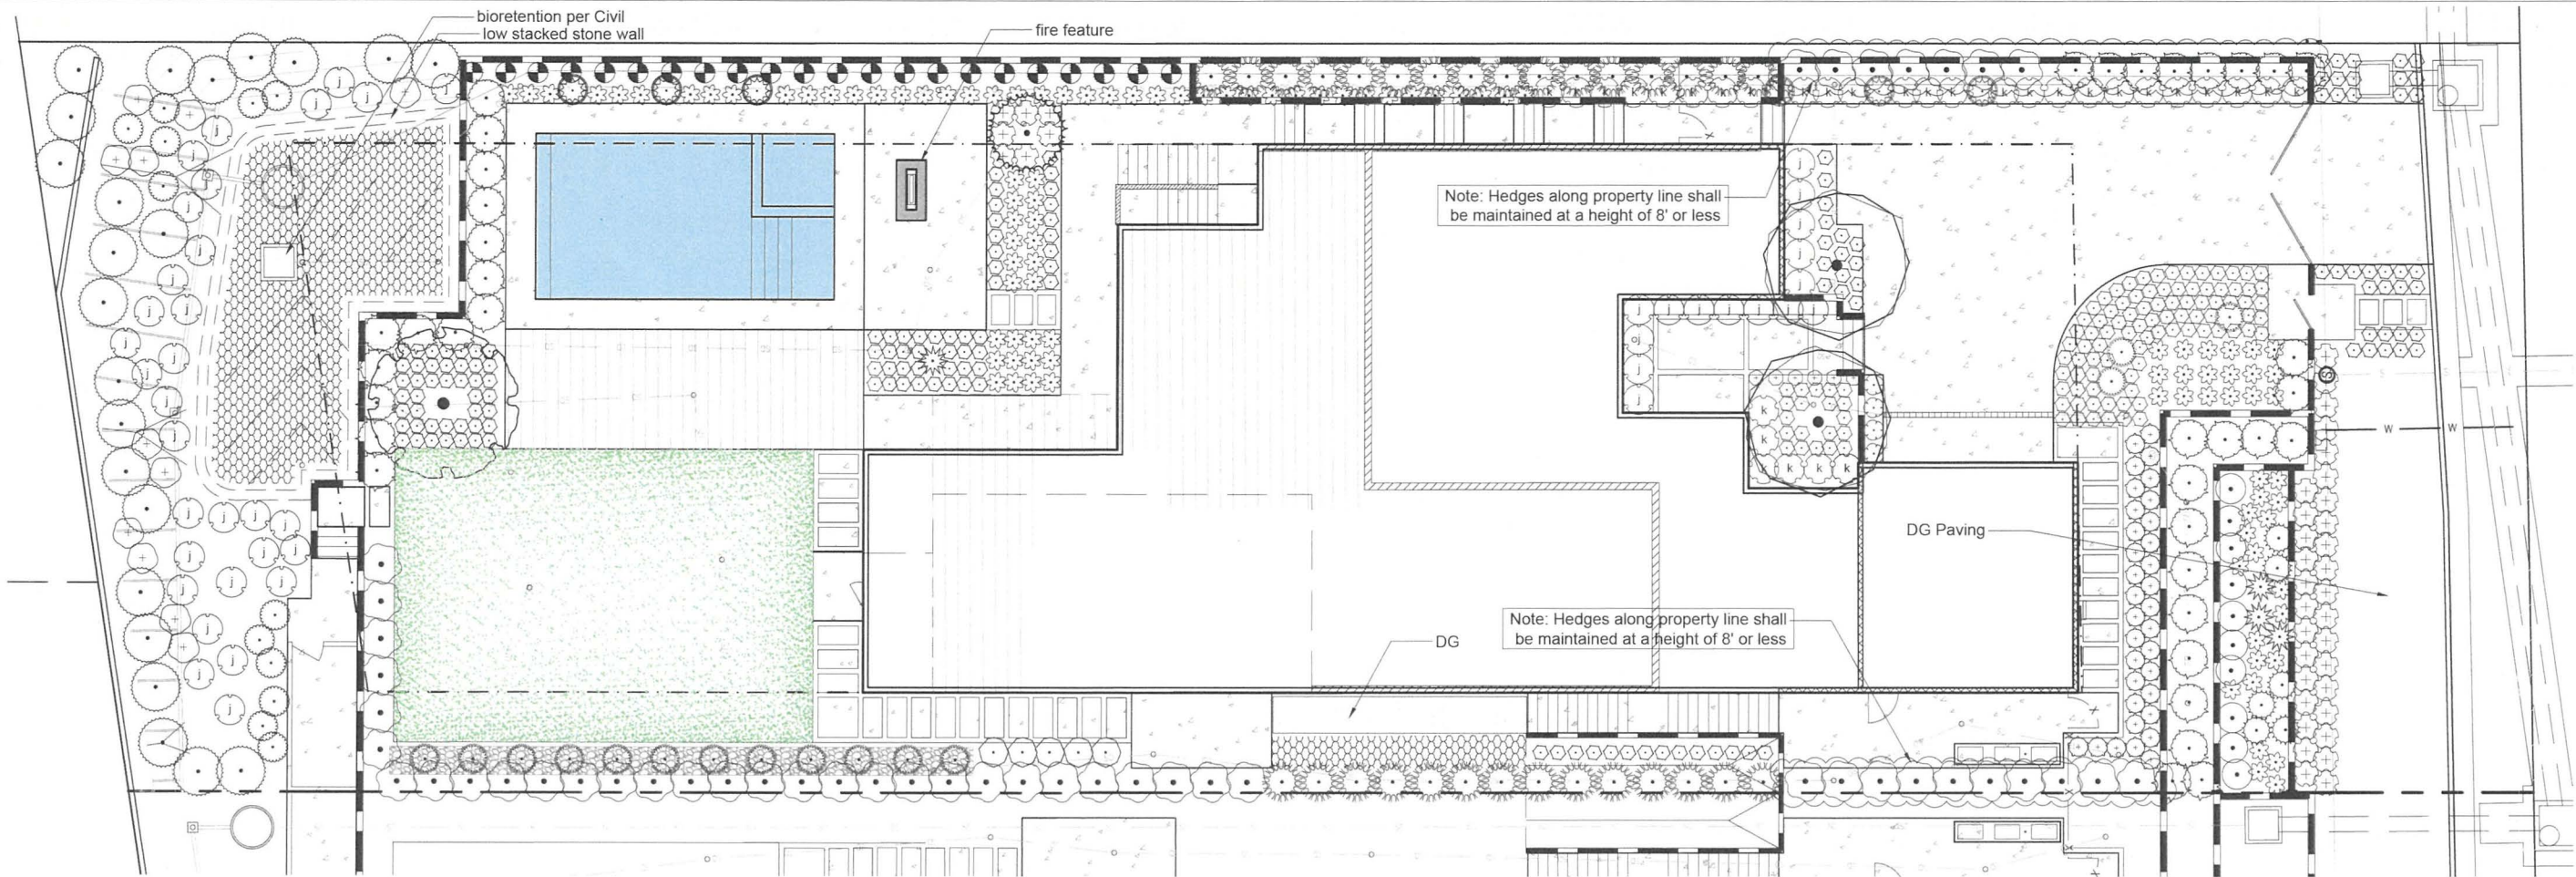 bioretention per Civil
low stacked stone wall
fire feature
Note: Hedges along property line shall
be maintained at a height of 8' or less
DG Paving
Note: Hedges along property line shall
be maintained at a height of 8' or less
DG
j
j
j
j
j
j
j
j
j
k
k
k
k
k
k
S
W
W